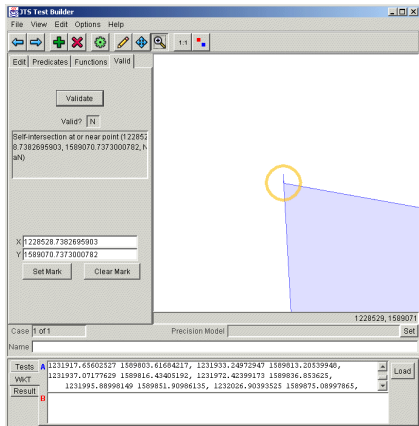 JTS Test Builder
File View Edit Options Help
1:1
Edit Predicates Functions Valid
Validate
Valid? N
Self-intersection at or near point (122852
8.7382695903, 1589070.7373000782, N
aN)
X 1228528.7382695903
Y 1589070.7373000782
Set Mark Clear Mark
1228529, 1589071
Case 1 of 1 Precision Model Set
Name
Tests A 1231917.65602527 1589803.61684217, 1231933.24972947 1589813.20539948,
WKT 1231937.07177629 1589816.43405192, 1231972.42399173 1589836.853625,
Result 1231995.88998149 1589851.90986135, 1232026.90393525 1589875.08997865,
Load
B